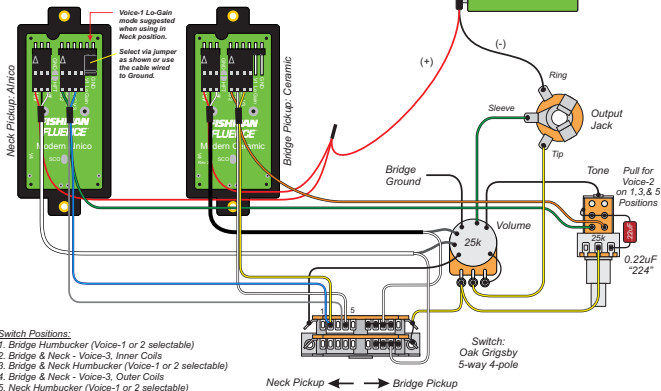 Voice-1 Lo-Gain
mode suggested
when using in
Neck position.
Select via jumper
as shown or use
the cable wired
to Ground.
Neck Pickup: Alnico
Bridge Pickup: Ceramic
FISHMAN
FLUENCE
Modern Alnico
FISHMAN
FLUENCE
Modern Ceramic
(+)
(-)
Ring
Sleeve
Output
Jack
Tip
Bridge
Ground
Volume
25k
Tone
Pull for
Voice-2
on 1,3,& 5
Positions
25k
.22uF
0.22uF
"224"
1
5
Switch:
Oak Grigsby
5-way 4-pole
Switch Positions:
1. Bridge Humbucker (Voice-1 or 2 selectable)
2. Bridge & Neck - Voice-3, Inner Coils
3. Bridge & Neck Humbucker (Voice-1 or 2 selectable)
4. Bridge & Neck - Voice-3, Outer Coils
5. Neck Humbucker (Voice-1 or 2 selectable)
Neck Pickup
Bridge Pickup